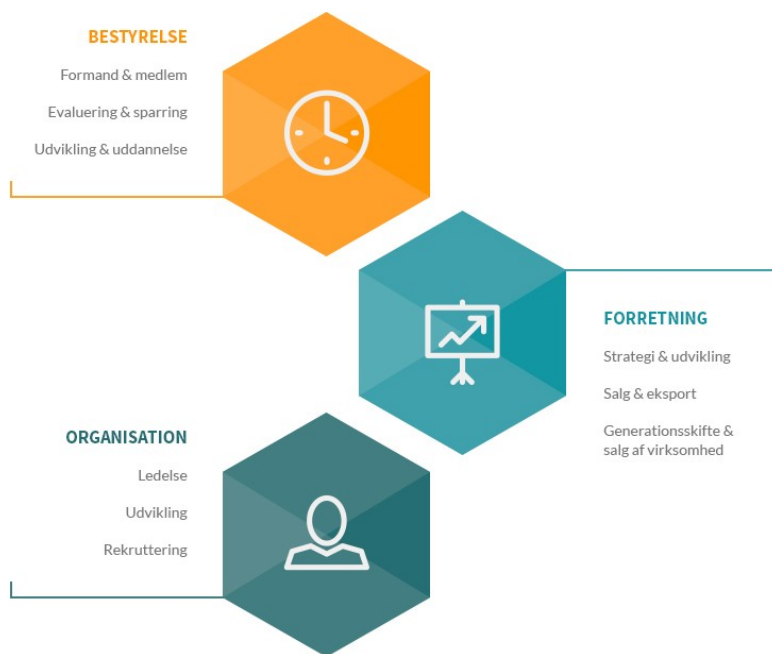 BESTYRELSE
Formand & medlem
Evaluering & sparring
Udvikling & uddannelse
FORRETNING
Strategi & udvikling
Salg & eksport
Generationsskifte &
salg af virksomhed
ORGANISATION
Ledelse
Udvikling
Rekruttering